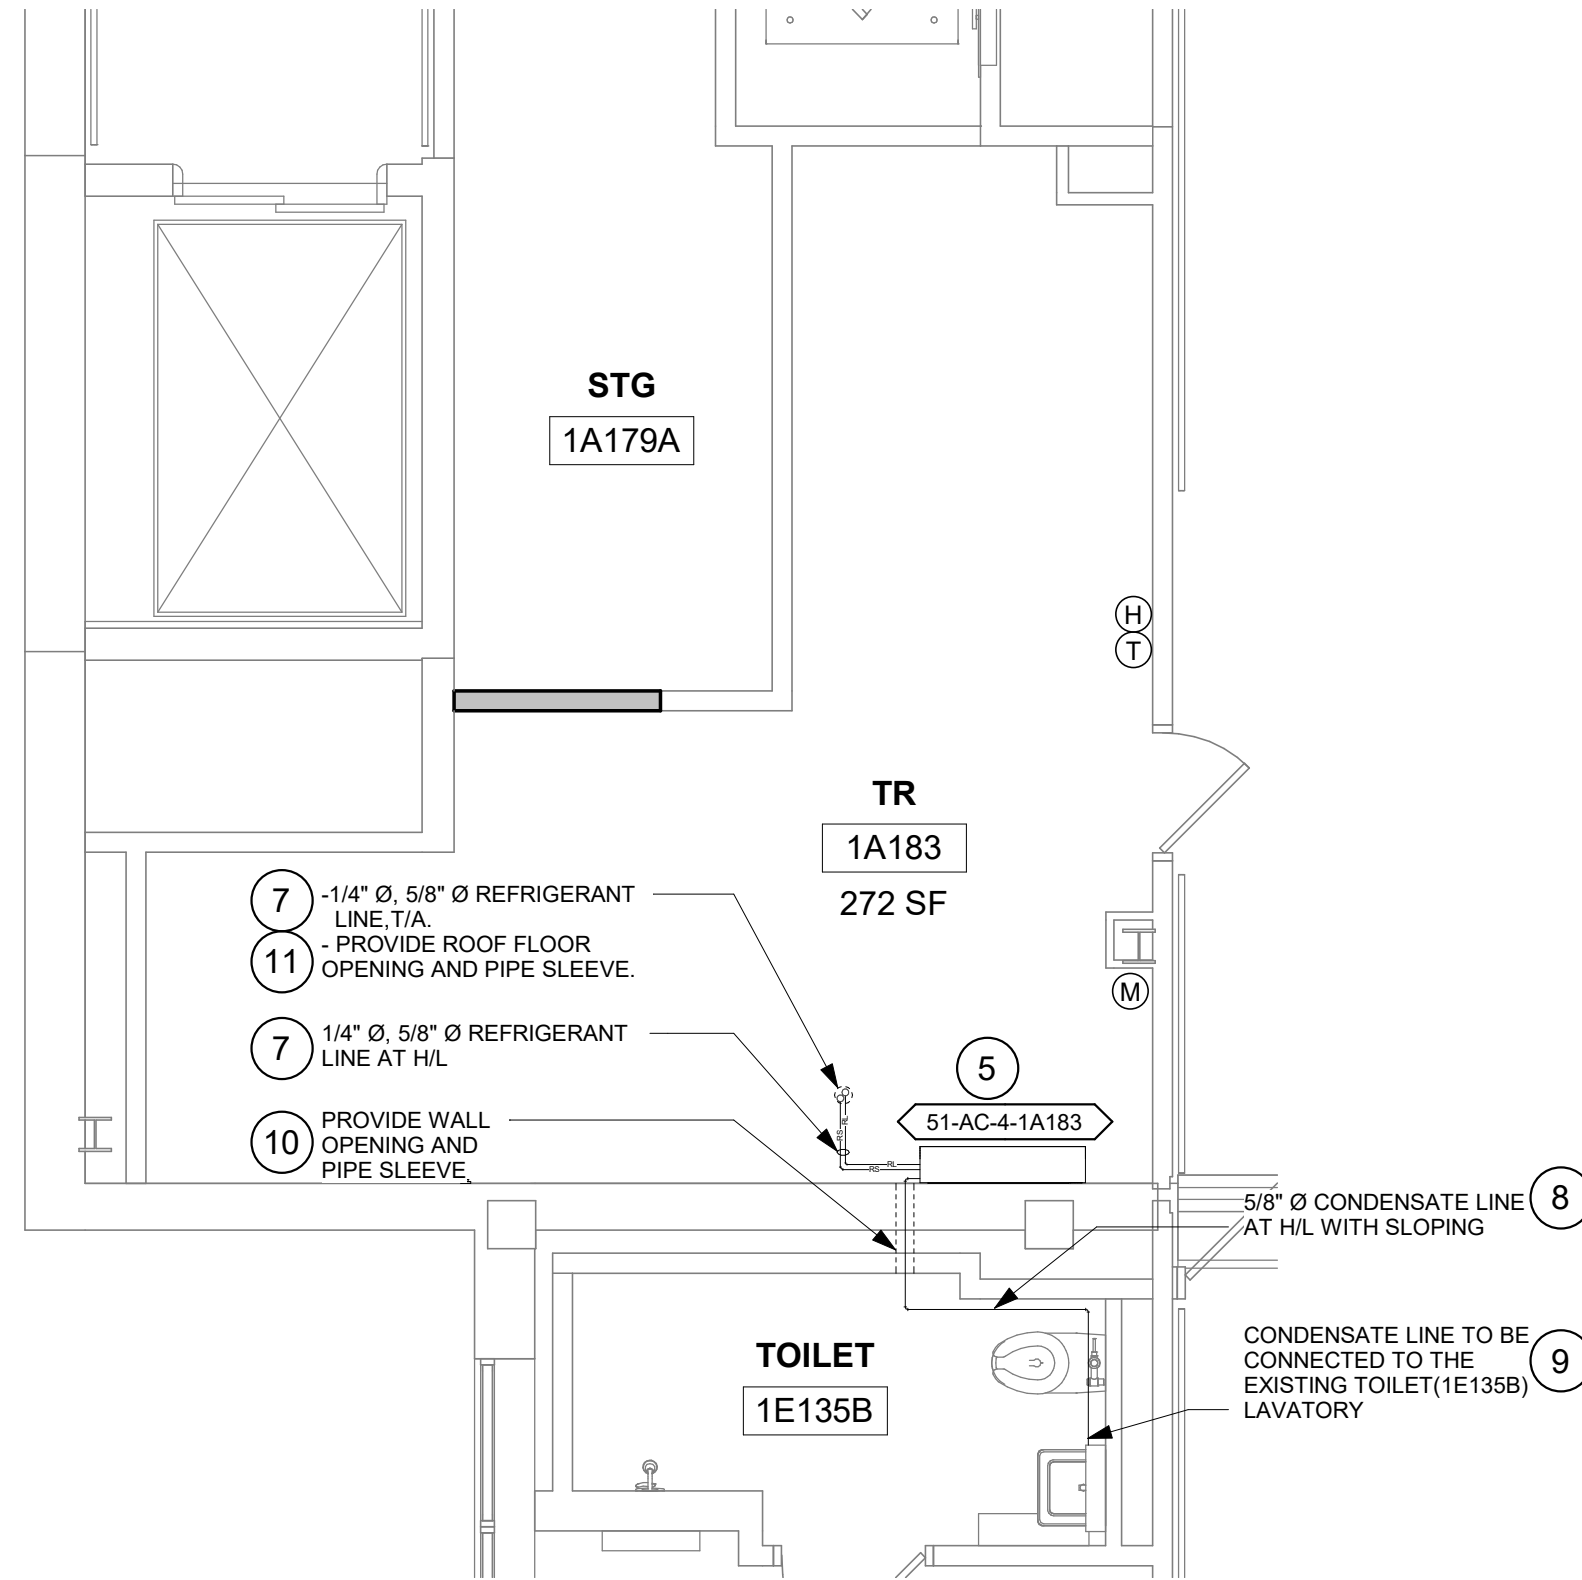 STG
1A179A
H
T
TR
1A183
272 SF
7
-1/4" Ø, 5/8" Ø REFRIGERANT
LINE,T/A.
11
- PROVIDE ROOF FLOOR
OPENING AND PIPE SLEEVE.
M
7
1/4" Ø, 5/8" Ø REFRIGERANT
LINE AT H/L
5
51-AC-4-1A183
RS
RL
RS
RL
10
PROVIDE WALL
OPENING AND
PIPE SLEEVE
5/8" Ø CONDENSATE LINE
AT H/L WITH SLOPING
8
TOILET
1E135B
CONDENSATE LINE TO BE
CONNECTED TO THE
EXISTING TOILET(1E135B)
LAVATORY
9